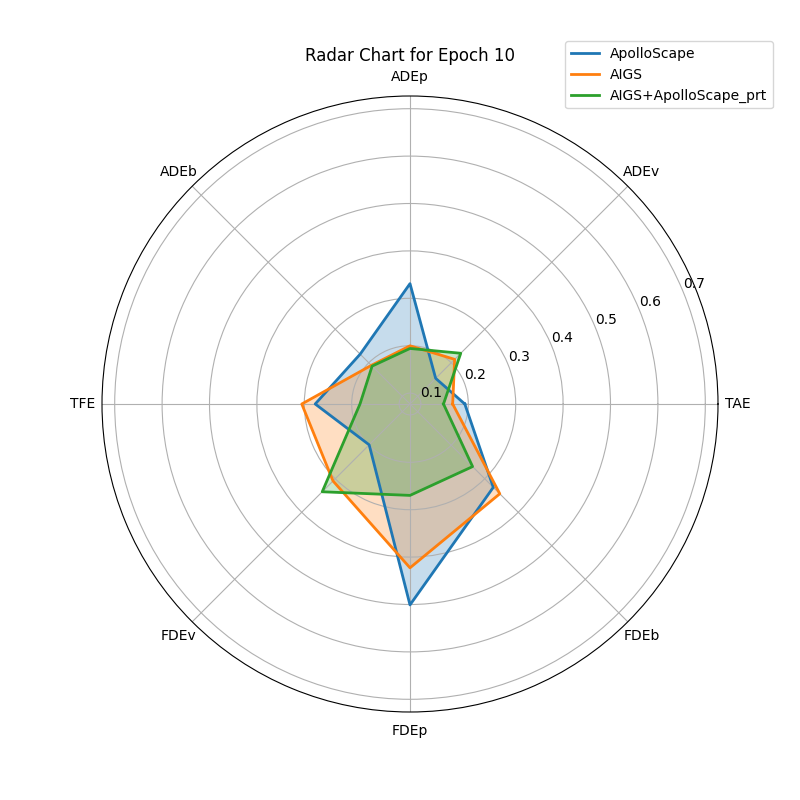 Radar Chart for Epoch 10
ApolloScape
AIGS
AIGS+ApolloScape_prt
ADEp
ADEb
ADEv
0.7
0.6
0.5
0.4
0.3
0.2
0.1
TFE
TAE
FDEv
FDEb
FDEp